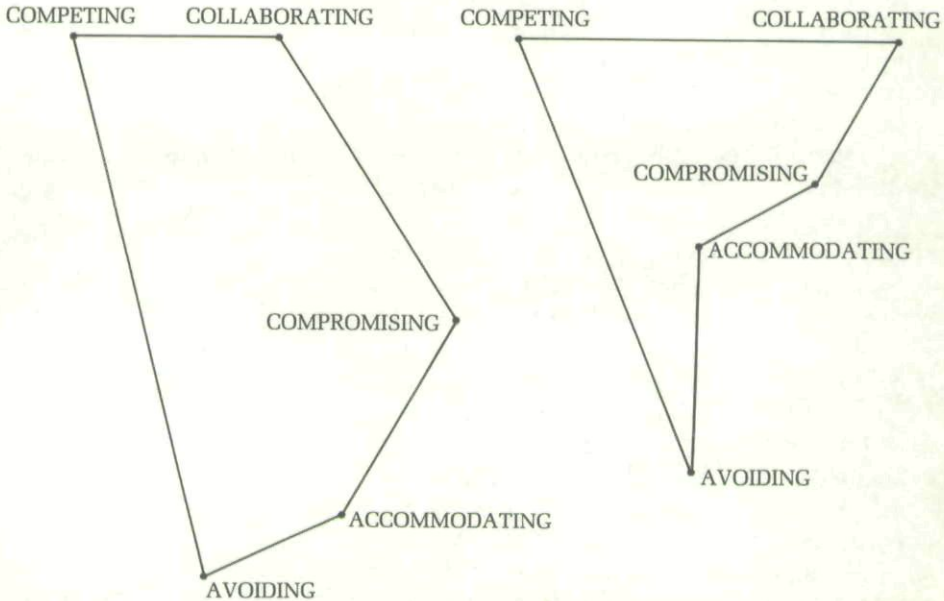 COMPETING
COLLABORATING
COMPROMISING
ACCOMMODATING
AVOIDING
COMPETING
COLLABORATING
COMPROMISING
ACCOMMODATING
AVOIDING